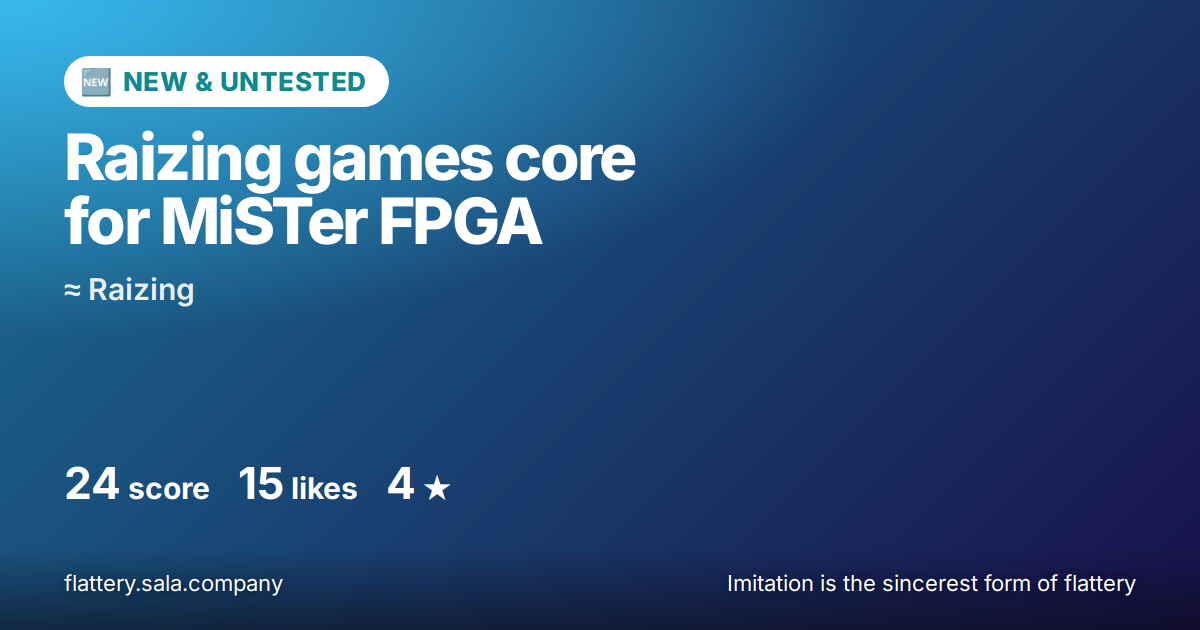 🆕 NEW & UNTESTED
Raizing games core
for MiSTer FPGA
≈ Raizing
24 score 15 likes 4 ★
flattery.sala.company
Imitation is the sincerest form of flattery